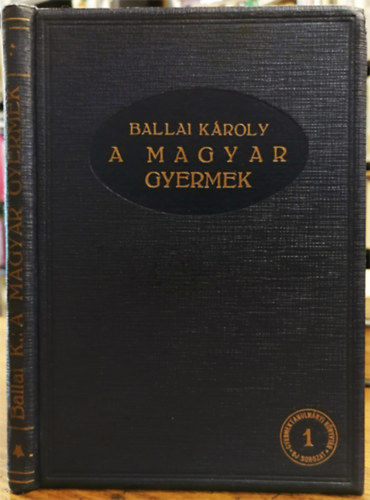 BALLAI KÁROLY
A MAGYAR
GYERMEK
Ballai K.: A MAGYAR GYERMEK
1